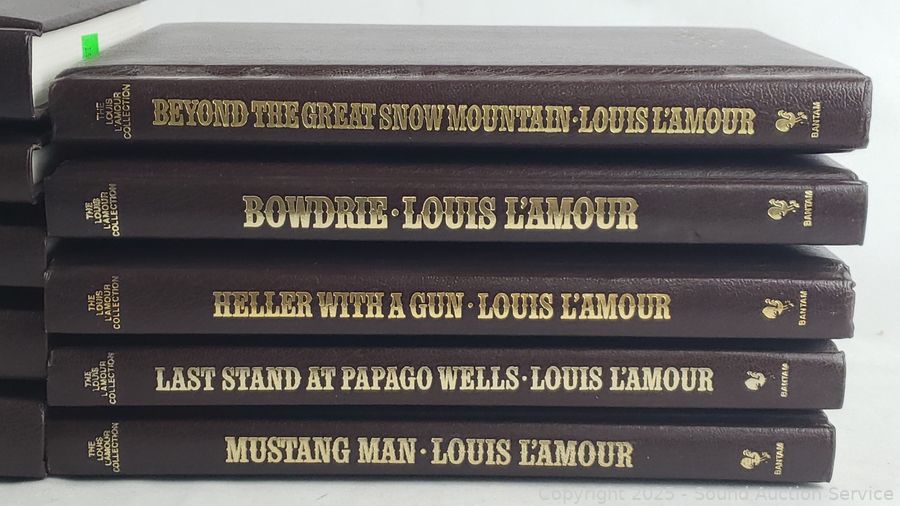 THE
LOUIS
L'AMOUR
COLLECTION
BEYOND THE GREAT SNOW MOUNTAIN·LOUIS L'AMOUR
BANTAM
THE
LOUIS
L'AMOUR
COLLECTION
BOWDRIE·LOUIS L'AMOUR
BANTAM
THE
LOUIS
L'AMOUR
COLLECTION
HELLER WITH A GUN·LOUIS L'AMOUR
BANTAM
THE
LOUIS
L'AMOUR
COLLECTION
LAST STAND AT PAPAGO WELLS·LOUIS L'AMOUR
BANTAM
THE
LOUIS
L'AMOUR
COLLECTION
MUSTANG MAN·LOUIS L'AMOUR
BANTAM
Copyright 2025 - Sound Auction Service